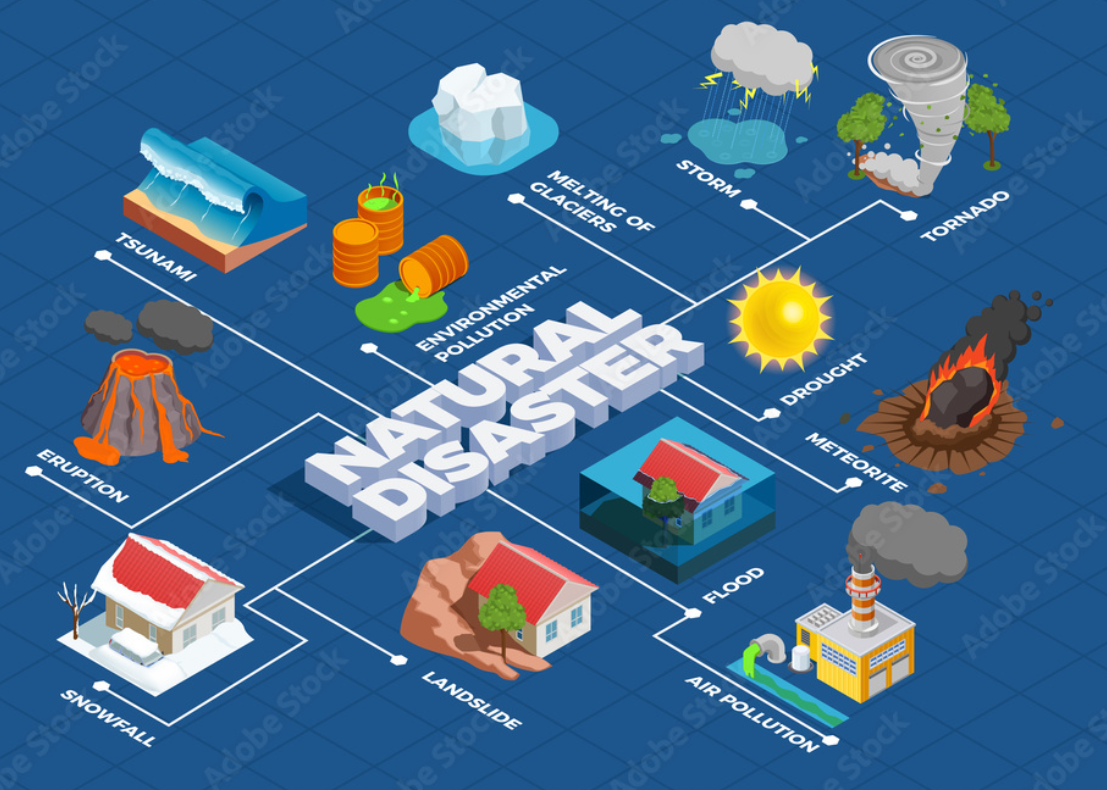 MELTING OF
GLACIERS
STORM
TORNADO
TSUNAMI
ENVIRONMENTAL
POLLUTION
NATURAL
DISASTER
DROUGHT
METEORITE
ERUPTION
FLOOD
SNOWFALL
LANDSLIDE
AIR POLLUTION
Adobe Stock